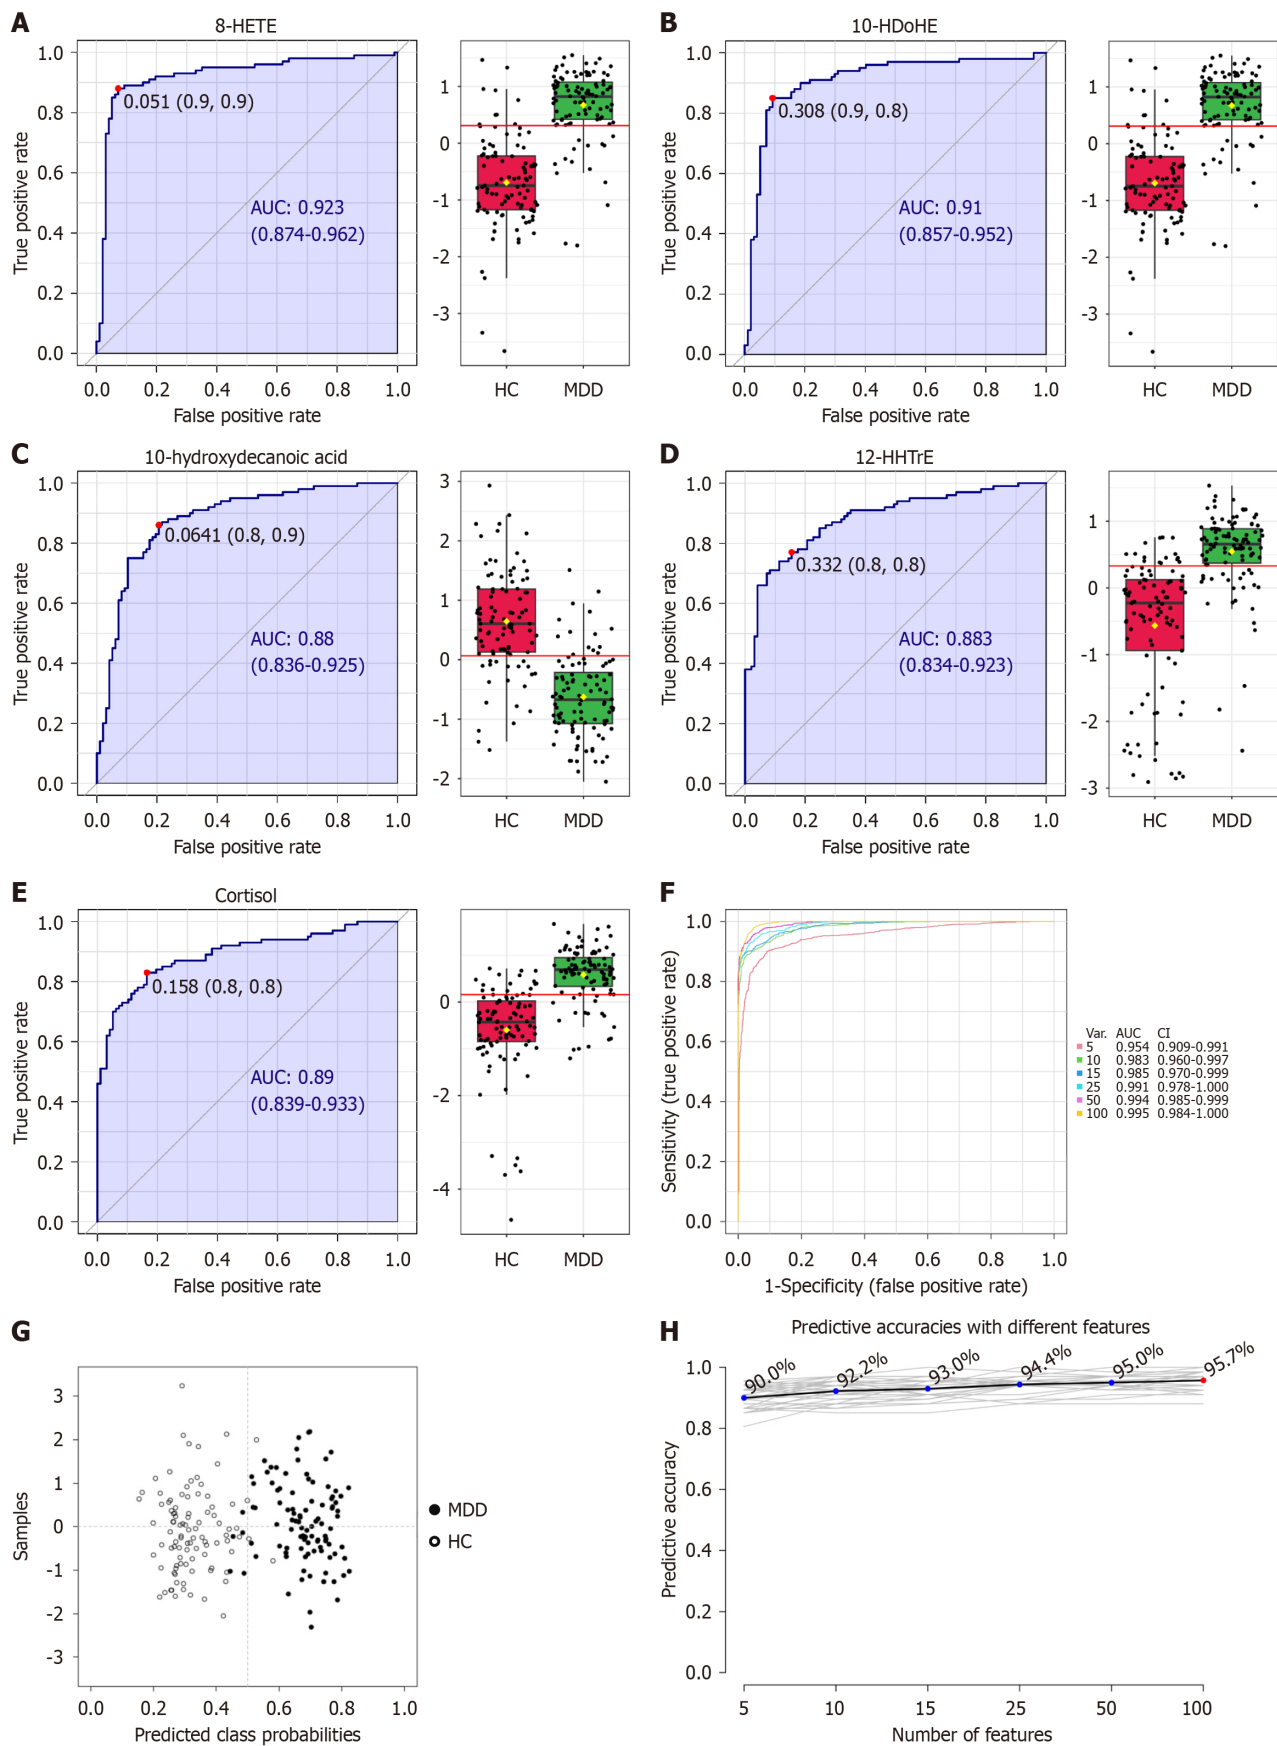 A
8-HETE
1.0
0.8
0.6
0.4
0.2
0.0
True positive rate
0.051 (0.9, 0.9)
AUC: 0.923
(0.874-0.962)
0.0 0.2 0.4 0.6 0.8 1.0
False positive rate
1
0
-1
-2
-3
HC MDD
B
10-HDoHE
1.0
0.8
0.6
0.4
0.2
0.0
True positive rate
0.308 (0.9, 0.8)
AUC: 0.91
(0.857-0.952)
0.0 0.2 0.4 0.6 0.8 1.0
False positive rate
1
0
-1
-2
-3
HC MDD
C
10-hydroxydecanoic acid
1.0
0.8
0.6
0.4
0.2
0.0
True positive rate
0.0641 (0.8, 0.9)
AUC: 0.88
(0.836-0.925)
0.0 0.2 0.4 0.6 0.8 1.0
False positive rate
3
2
1
0
-1
-2
HC MDD
D
12-HHTrE
1.0
0.8
0.6
0.4
0.2
0.0
True positive rate
0.332 (0.8, 0.8)
AUC: 0.883
(0.834-0.923)
0.0 0.2 0.4 0.6 0.8 1.0
False positive rate
1
0
-1
-2
-3
HC MDD
E
Cortisol
1.0
0.8
0.6
0.4
0.2
0.0
True positive rate
0.158 (0.8, 0.8)
AUC: 0.89
(0.839-0.933)
0.0 0.2 0.4 0.6 0.8 1.0
False positive rate
0
-2
-4
HC MDD
F
1.0
0.8
0.6
0.4
0.2
0.0
Sensitivity (true positive rate)
0.0 0.2 0.4 0.6 0.8 1.0
1-Specificity (false positive rate)
Var. AUC CI
5 0.954 0.909-0.991
10 0.983 0.960-0.997
15 0.985 0.970-0.999
25 0.991 0.978-1.000
50 0.994 0.985-0.999
100 0.995 0.984-1.000
G
3
2
1
0
-1
-2
-3
Samples
0.0 0.2 0.4 0.6 0.8 1.0
Predicted class probabilities
MDD
HC
H
Predictive accuracies with different features
1.0
0.8
0.6
0.4
0.2
0.0
Predictive accuracy
90.0% 92.2% 93.0% 94.4% 95.0% 95.7%
5 10 15 25 50 100
Number of features